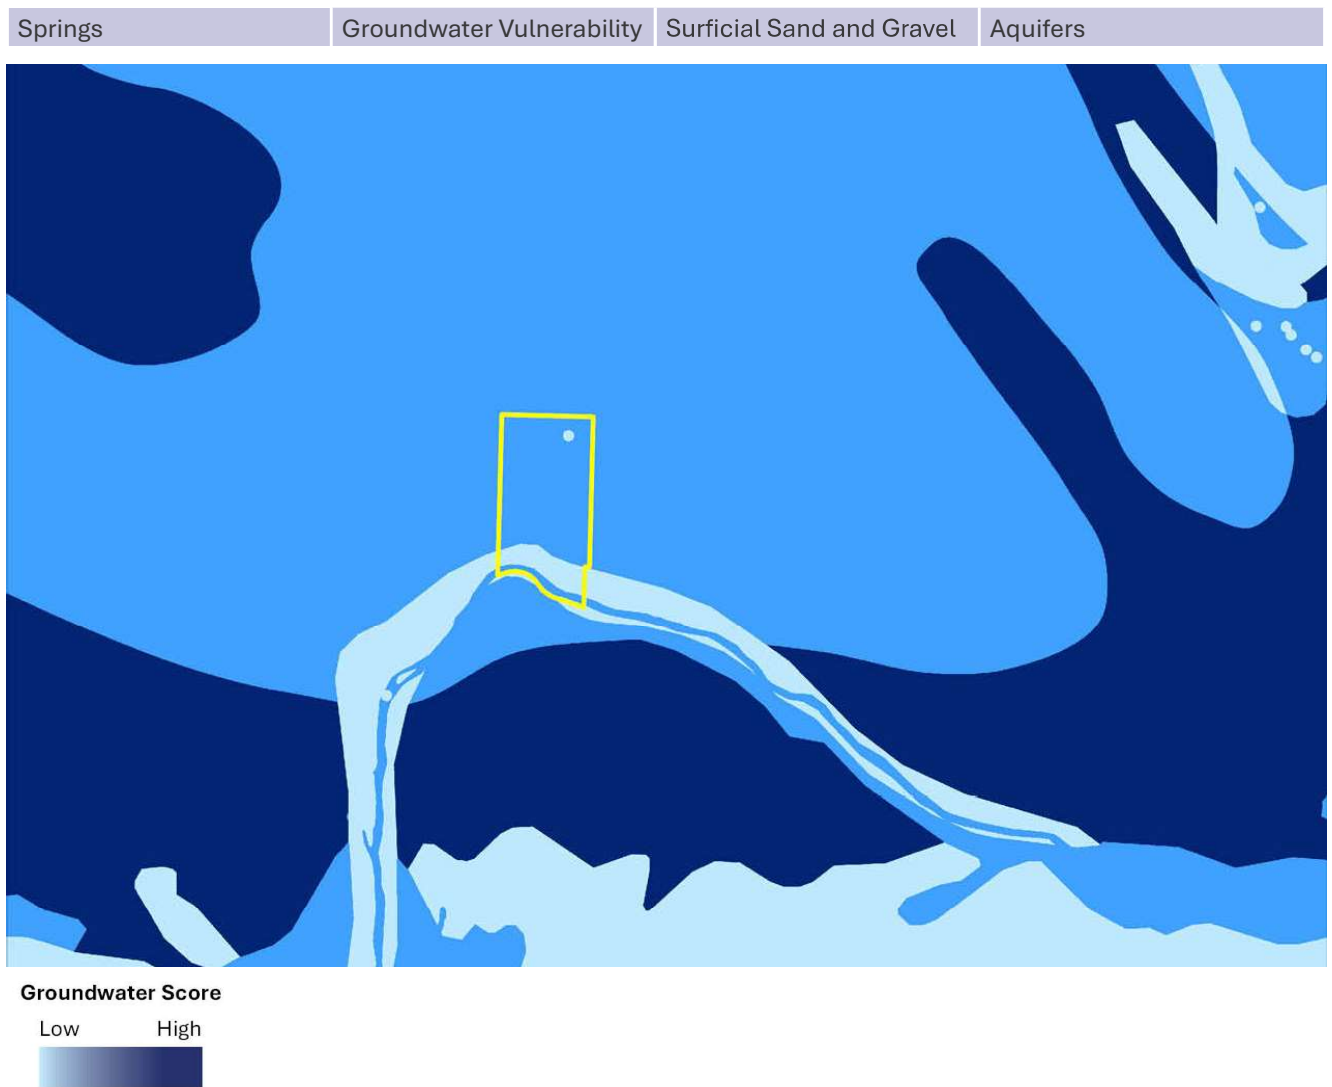 Springs
Groundwater Vulnerability
Surficial Sand and Gravel
Aquifers
Groundwater Score
Low High